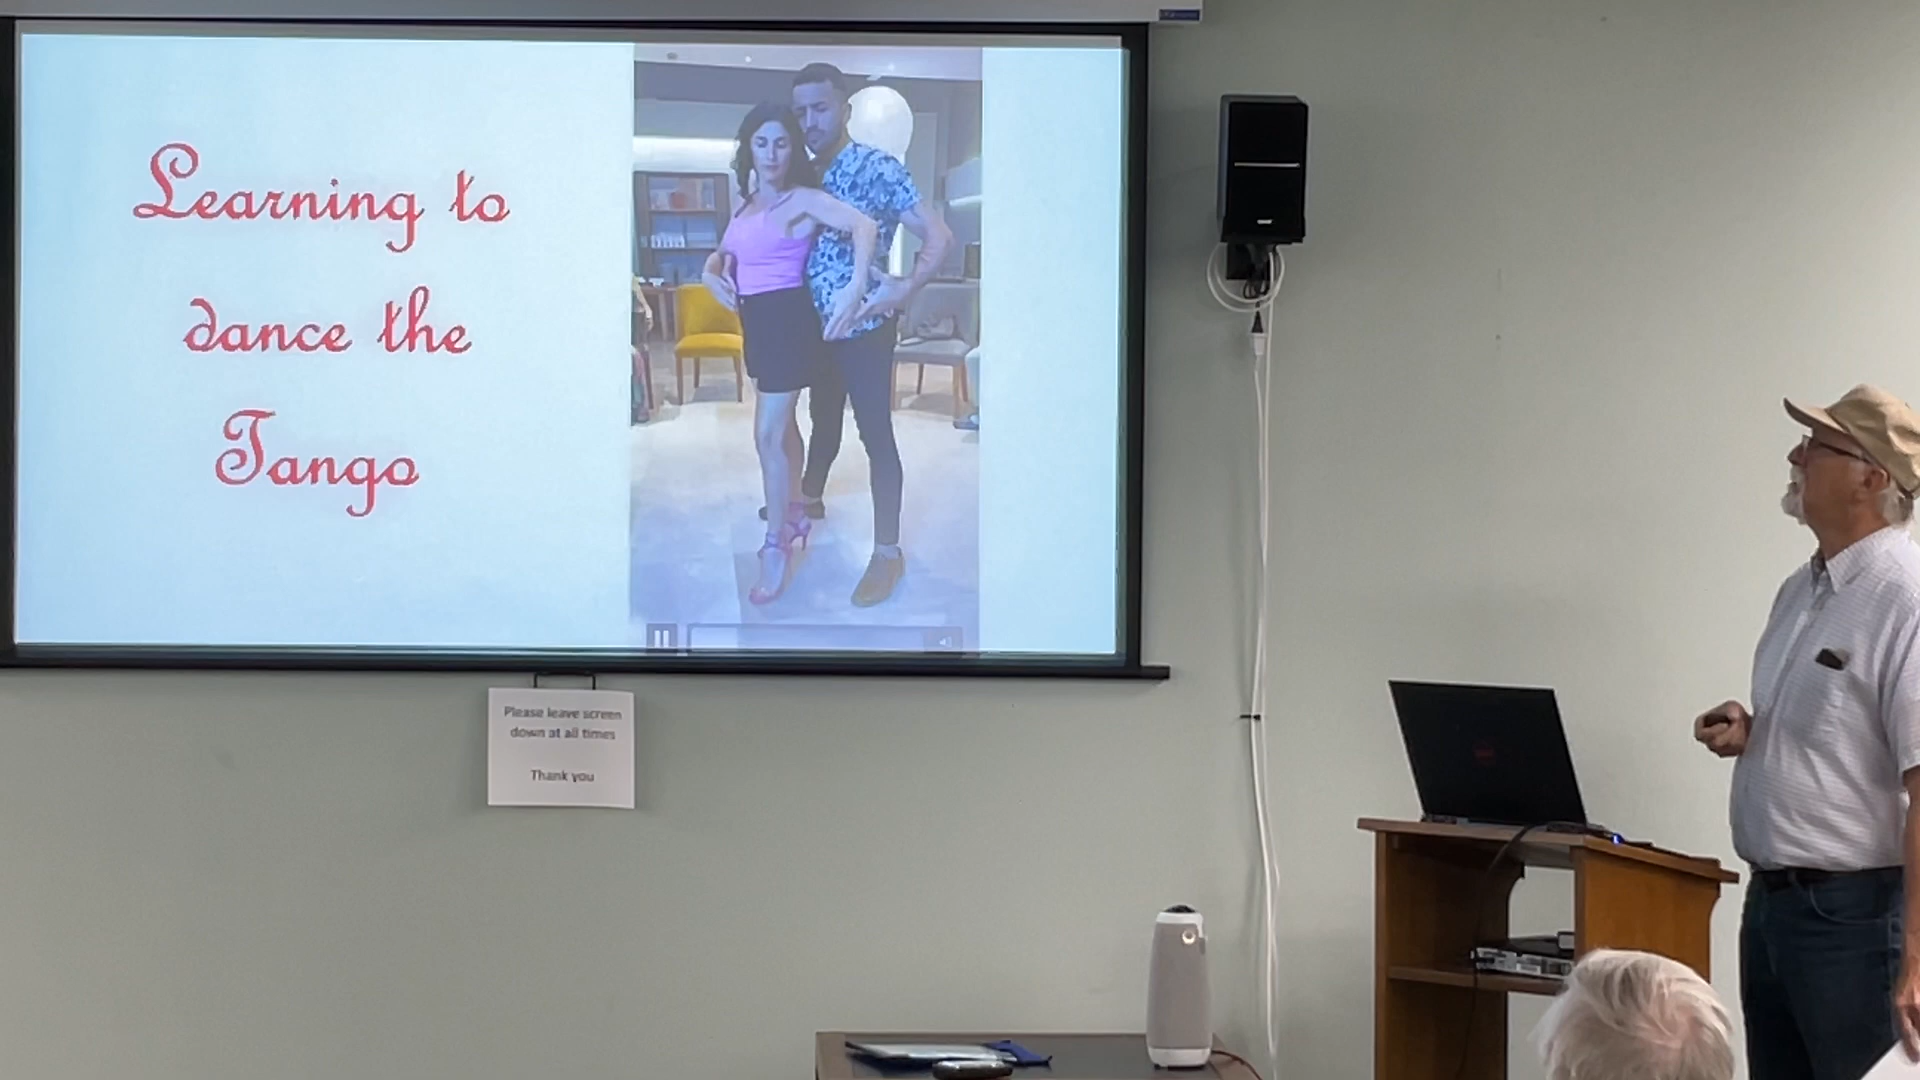 Learning to
dance the
Tango
Please leave screen
down at all times
Thank you